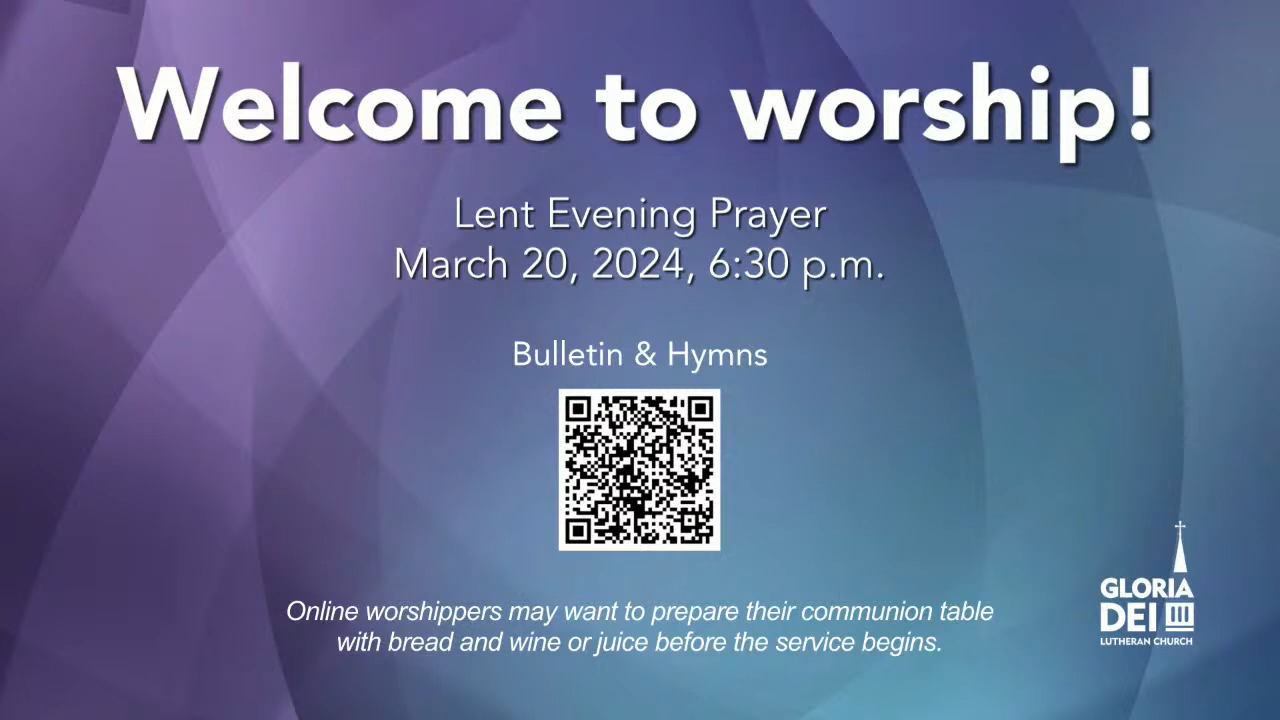 Welcome to worship!
Lent Evening Prayer
March 20, 2024, 6:30 p.m.
Bulletin & Hymns
Online worshippers may want to prepare their communion table
with bread and wine or juice before the service begins.
GLORIA
DEI
LUTHERAN CHURCH